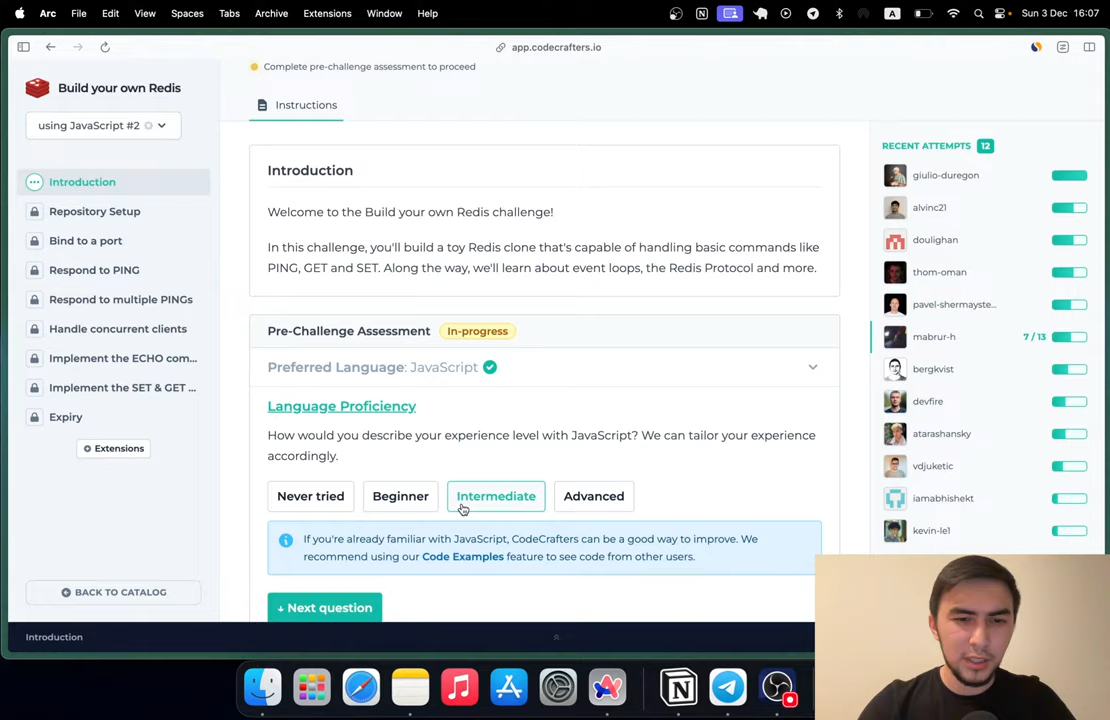 Arc File Edit View Spaces Tabs Archive Extensions Window Help A Sun 3 Dec 16:07
app.codecrafters.io
Build your own Redis
using JavaScript #2
Introduction
Repository Setup
Bind to a port
Respond to PING
Respond to multiple PINGs
Handle concurrent clients
Implement the ECHO com...
Implement the SET & GET ...
Expiry
Extensions
BACK TO CATALOG
Introduction
Complete pre-challenge assessment to proceed
Instructions
Introduction
Welcome to the Build your own Redis challenge!
In this challenge, you'll build a toy Redis clone that's capable of handling basic commands like
PING, GET and SET. Along the way, we'll learn about event loops, the Redis Protocol and more.
Pre-Challenge Assessment In-progress
Preferred Language: JavaScript
Language Proficiency
How would you describe your experience level with JavaScript? We can tailor your experience
accordingly.
Never tried Beginner Intermediate Advanced
If you're already familiar with JavaScript, CodeCrafters can be a good way to improve. We
recommend using our Code Examples feature to see code from other users.
↓ Next question
RECENT ATTEMPTS 12
giulio-duregon
alvinc21
doulighan
thom-oman
pavel-shermayste...
mabrur-h 7 / 13
bergkvist
devfire
atarashansky
vdjuketic
iamabhishekt
kevin-le1